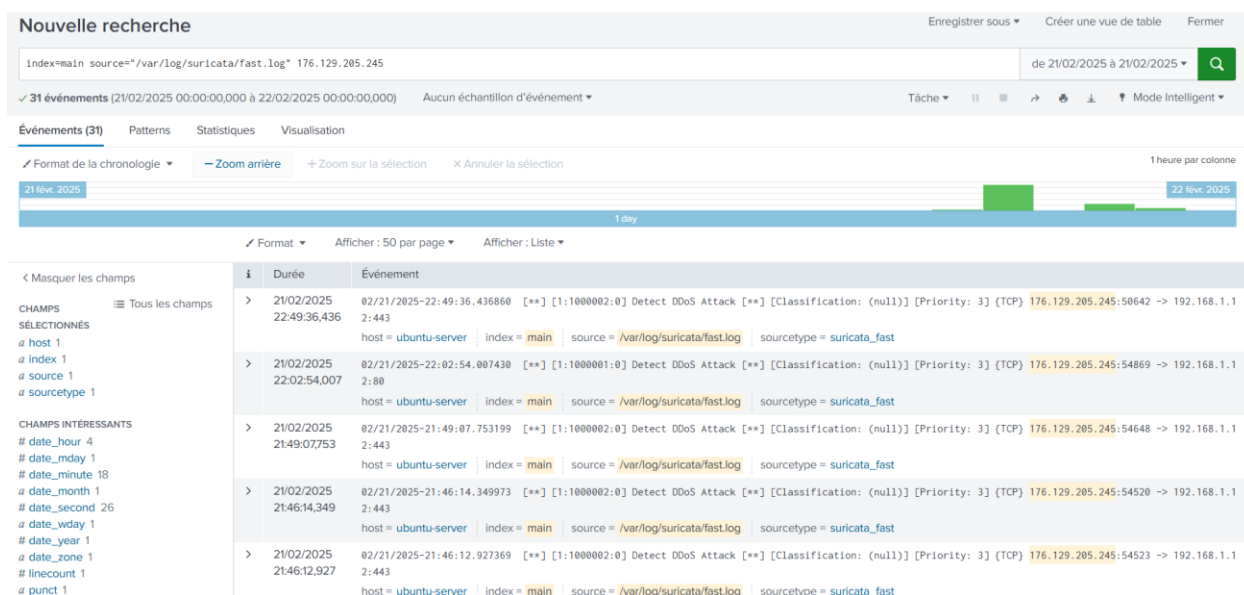 Nouvelle recherche
Enregistrer sous ▾ Créer une vue de table Fermer
index=main source="/var/log/suricata/fast.log" 176.129.205.245
de 21/02/2025 à 21/02/2025 ▾
✓ 31 événements (21/02/2025 00:00:00,000 à 22/02/2025 00:00:00,000) Aucun échantillon d'événement ▾
Tâche ▾ Mode Intelligent ▾
Événements (31) Patterns Statistiques Visualisation
Format de la chronologie ▾ — Zoom arrière + Zoom sur la sélection × Annuler la sélection
1 heure par colonne
21 févr. 2025
22 févr. 2025
1 day
Format ▾ Afficher : 50 par page ▾ Afficher : Liste ▾
< Masquer les champs
Tous les champs
CHAMPS
SÉLECTIONNÉS
a host 1
a index 1
a source 1
a sourcetype 1
CHAMPS INTÉRESSANTS
# date_hour 4
# date_mday 1
# date_minute 18
a date_month 1
# date_second 26
a date_wday 1
# date_year 1
a date_zone 1
# linecount 1
a punct 1
i Durée Événement
> 21/02/2025 02/21/2025-22:49:36.436860 [**] [1:1000002:0] Detect DDoS Attack [**] [Classification: (null)] [Priority: 3] {TCP} 176.129.205.245:50642 -> 192.168.1.1
22:49:36,436 2:443
host = ubuntu-server index = main source = /var/log/suricata/fast.log sourcetype = suricata_fast
> 21/02/2025 02/21/2025-22:02:54.007430 [**] [1:1000001:0] Detect DDoS Attack [**] [Classification: (null)] [Priority: 3] {TCP} 176.129.205.245:54869 -> 192.168.1.1
22:02:54,007 2:80
host = ubuntu-server index = main source = /var/log/suricata/fast.log sourcetype = suricata_fast
> 21/02/2025 02/21/2025-21:49:07.753199 [**] [1:1000002:0] Detect DDoS Attack [**] [Classification: (null)] [Priority: 3] {TCP} 176.129.205.245:54648 -> 192.168.1.1
21:49:07,753 2:443
host = ubuntu-server index = main source = /var/log/suricata/fast.log sourcetype = suricata_fast
> 21/02/2025 02/21/2025-21:46:14.349973 [**] [1:1000002:0] Detect DDoS Attack [**] [Classification: (null)] [Priority: 3] {TCP} 176.129.205.245:54520 -> 192.168.1.1
21:46:14,349 2:443
host = ubuntu-server index = main source = /var/log/suricata/fast.log sourcetype = suricata_fast
> 21/02/2025 02/21/2025-21:46:12.927369 [**] [1:1000002:0] Detect DDoS Attack [**] [Classification: (null)] [Priority: 3] {TCP} 176.129.205.245:54523 -> 192.168.1.1
21:46:12,927 2:443
host = ubuntu-server index = main source = /var/log/suricata/fast.log sourcetype = suricata_fast